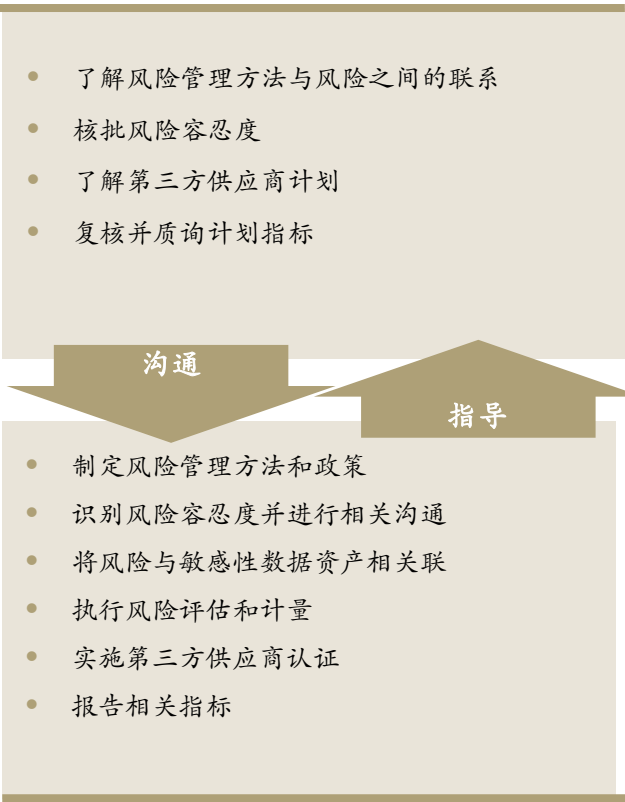 了解风险管理方法与风险之间的联系
核批风险容忍度
了解第三方供应商计划
复核并质询计划指标
沟通
指导
制定风险管理方法和政策
识别风险容忍度并进行相关沟通
将风险与敏感性数据资产相关联
执行风险评估和计量
实施第三方供应商认证
报告相关指标